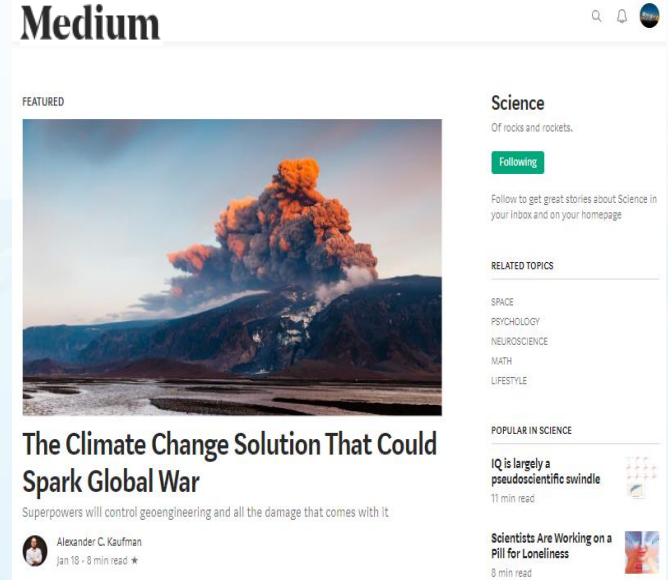 Medium
FEATURED
The Climate Change Solution That Could
Spark Global War
Superpowers will control geoengineering and all the damage that comes with it
Alexander C. Kaufman
Jan 18 · 8 min read ★
Science
Of rocks and rockets.
Following
Follow to get great stories about Science in
your inbox and on your homepage
RELATED TOPICS
SPACE
PSYCHOLOGY
NEUROSCIENCE
MATH
LIFESTYLE
POPULAR IN SCIENCE
IQ is largely a
pseudoscientific swindle
11 min read
Scientists Are Working on a
Pill for Loneliness
8 min read